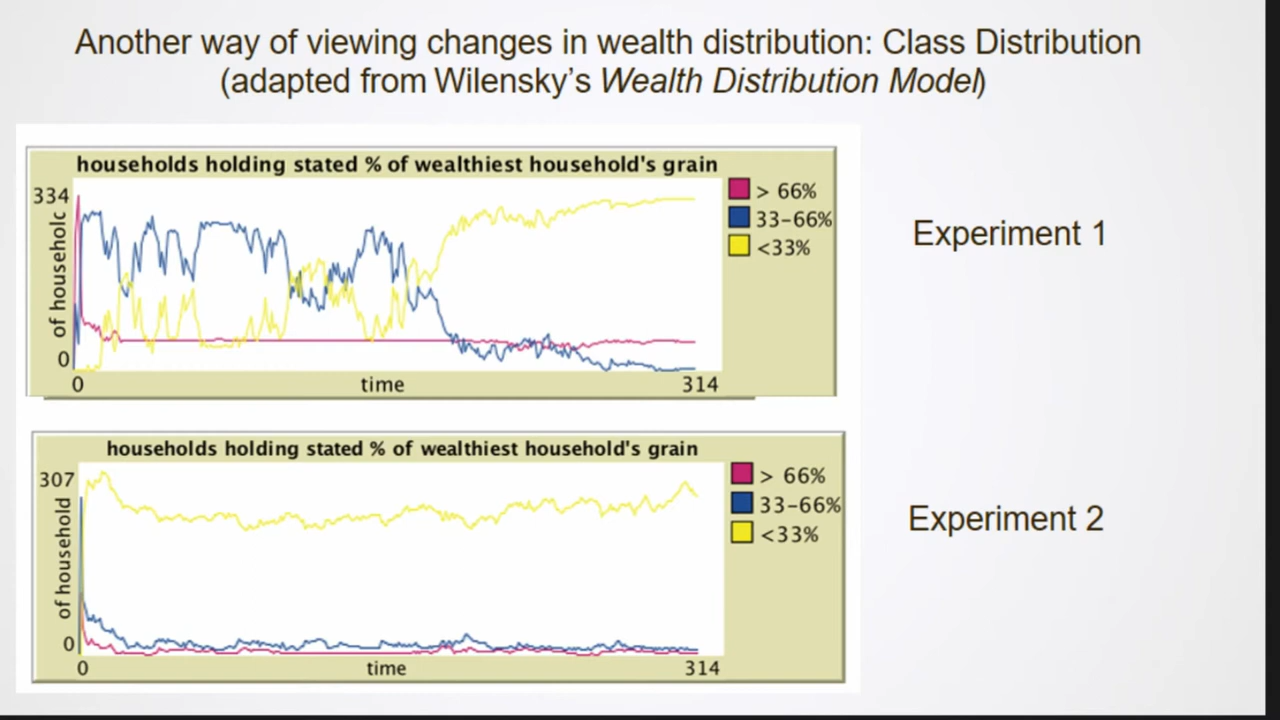 Another way of viewing changes in wealth distribution: Class Distribution
(adapted from Wilensky's Wealth Distribution Model)
households holding stated % of wealthiest household's grain
334
of househola
0
0
time
314
> 66%
33-66%
<33%
Experiment 1
households holding stated % of wealthiest household's grain
307
of household
0
0
time
314
> 66%
33-66%
<33%
Experiment 2